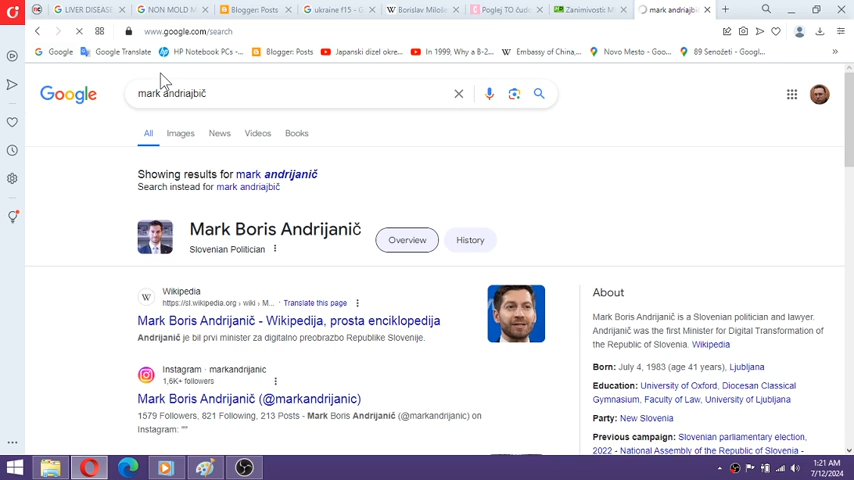 LIVER DISEASE
NON MOLD M
Blogger: Posts
ukraine f15 - G
Borislav Miloše
Poglej TO čude
Zanimivosti: M
mark andriajbič
www.google.com/search
Google
Google Translate
HP Notebook PCs -...
Blogger: Posts
Japanski dizel okre...
In 1999, Why a B-2...
Embassy of China,...
Novo Mesto - Goo...
89 Šenožeti - Googl...
Google
mark andriajbič
All
Images
News
Videos
Books
Showing results for mark andrijanič
Search instead for mark andriajbič
Mark Boris Andrijanič
Slovenian Politician
Overview
History
Wikipedia
https://sl.wikipedia.org › wiki › M...
Translate this page
Mark Boris Andrijanič - Wikipedija, prosta enciklopedija
Andrijanič je bil prvi minister za digitalno preobrazbo Republike Slovenije.
Instagram · markandrijanic
1,6K+ followers
Mark Boris Andrijanič (@markandrijanic)
1579 Followers, 821 Following, 213 Posts - Mark Boris Andrijanič (@markandrijanic) on
Instagram: ""
About
Mark Boris Andrijanič is a Slovenian politician and lawyer.
Andrijanič was the first Minister for Digital Transformation of
the Republic of Slovenia. Wikipedia
Born: July 4, 1983 (age 41 years), Ljubljana
Education: University of Oxford, Diocesan Classical
Gymnasium, Faculty of Law, University of Ljubljana
Party: New Slovenia
Previous campaign: Slovenian parliamentary election,
2022 - National Assembly of the Republic of Slovenia -
1:21 AM
7/12/2024